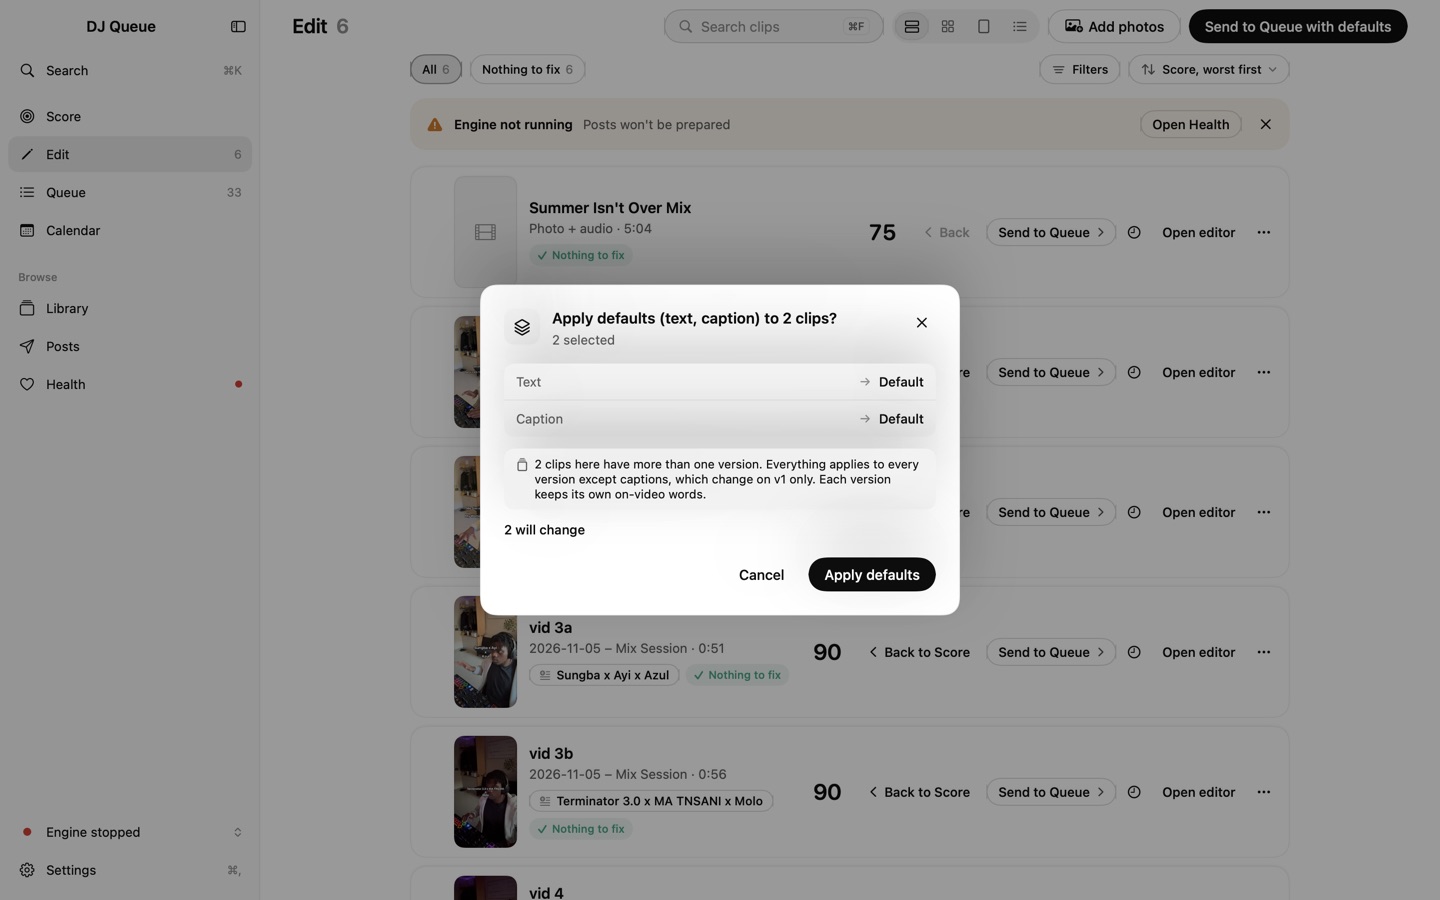 DJ Queue
Search ⌘K
Score
Edit 6
Queue 33
Calendar
Browse
Library
Posts
Health
Engine stopped
Settings ⌘,
Edit 6
Search clips ⌘F
Add photos
Send to Queue with defaults
All 6
Nothing to fix 6
Filters
Score, worst first
Engine not running Posts won't be prepared
Open Health
Summer Isn't Over Mix
Photo + audio · 5:04
Nothing to fix
75
Back
Send to Queue
Open editor
re
Send to Queue
Open editor
re
Send to Queue
Open editor
Apply defaults (text, caption) to 2 clips?
2 selected
Text → Default
Caption → Default
2 clips here have more than one version. Everything applies to every
version except captions, which change on v1 only. Each version
keeps its own on-video words.
2 will change
Cancel
Apply defaults
vid 3a
2026-11-05 – Mix Session · 0:51
Sungba x Ayi x Azul
Nothing to fix
90
Back to Score
Send to Queue
Open editor
vid 3b
2026-11-05 – Mix Session · 0:56
Terminator 3.0 x MA TNSANI x Molo
Nothing to fix
90
Back to Score
Send to Queue
Open editor
vid 4